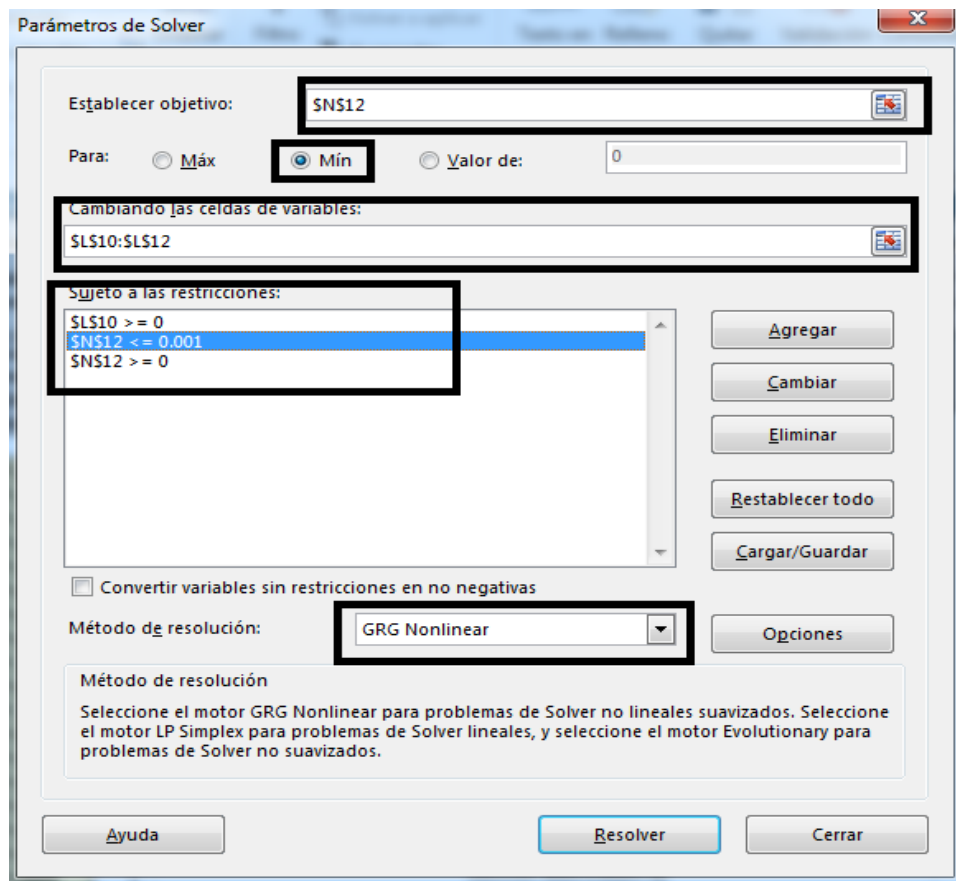 Parámetros de Solver
Establecer objetivo:
$N$12
Para:
Máx
Mín
Valor de:
0
Cambiando las celdas de variables:
$L$10:$L$12
Sujeto a las restricciones:
$L$10 >= 0
$N$12 <= 0.001
$N$12 >= 0
Agregar
Cambiar
Eliminar
Restablecer todo
Cargar/Guardar
Convertir variables sin restricciones en no negativas
Método de resolución:
GRG Nonlinear
Opciones
Método de resolución
Seleccione el motor GRG Nonlinear para problemas de Solver no lineales suavizados. Seleccione
el motor LP Simplex para problemas de Solver lineales, y seleccione el motor Evolutionary para
problemas de Solver no suavizados.
Ayuda
Resolver
Cerrar